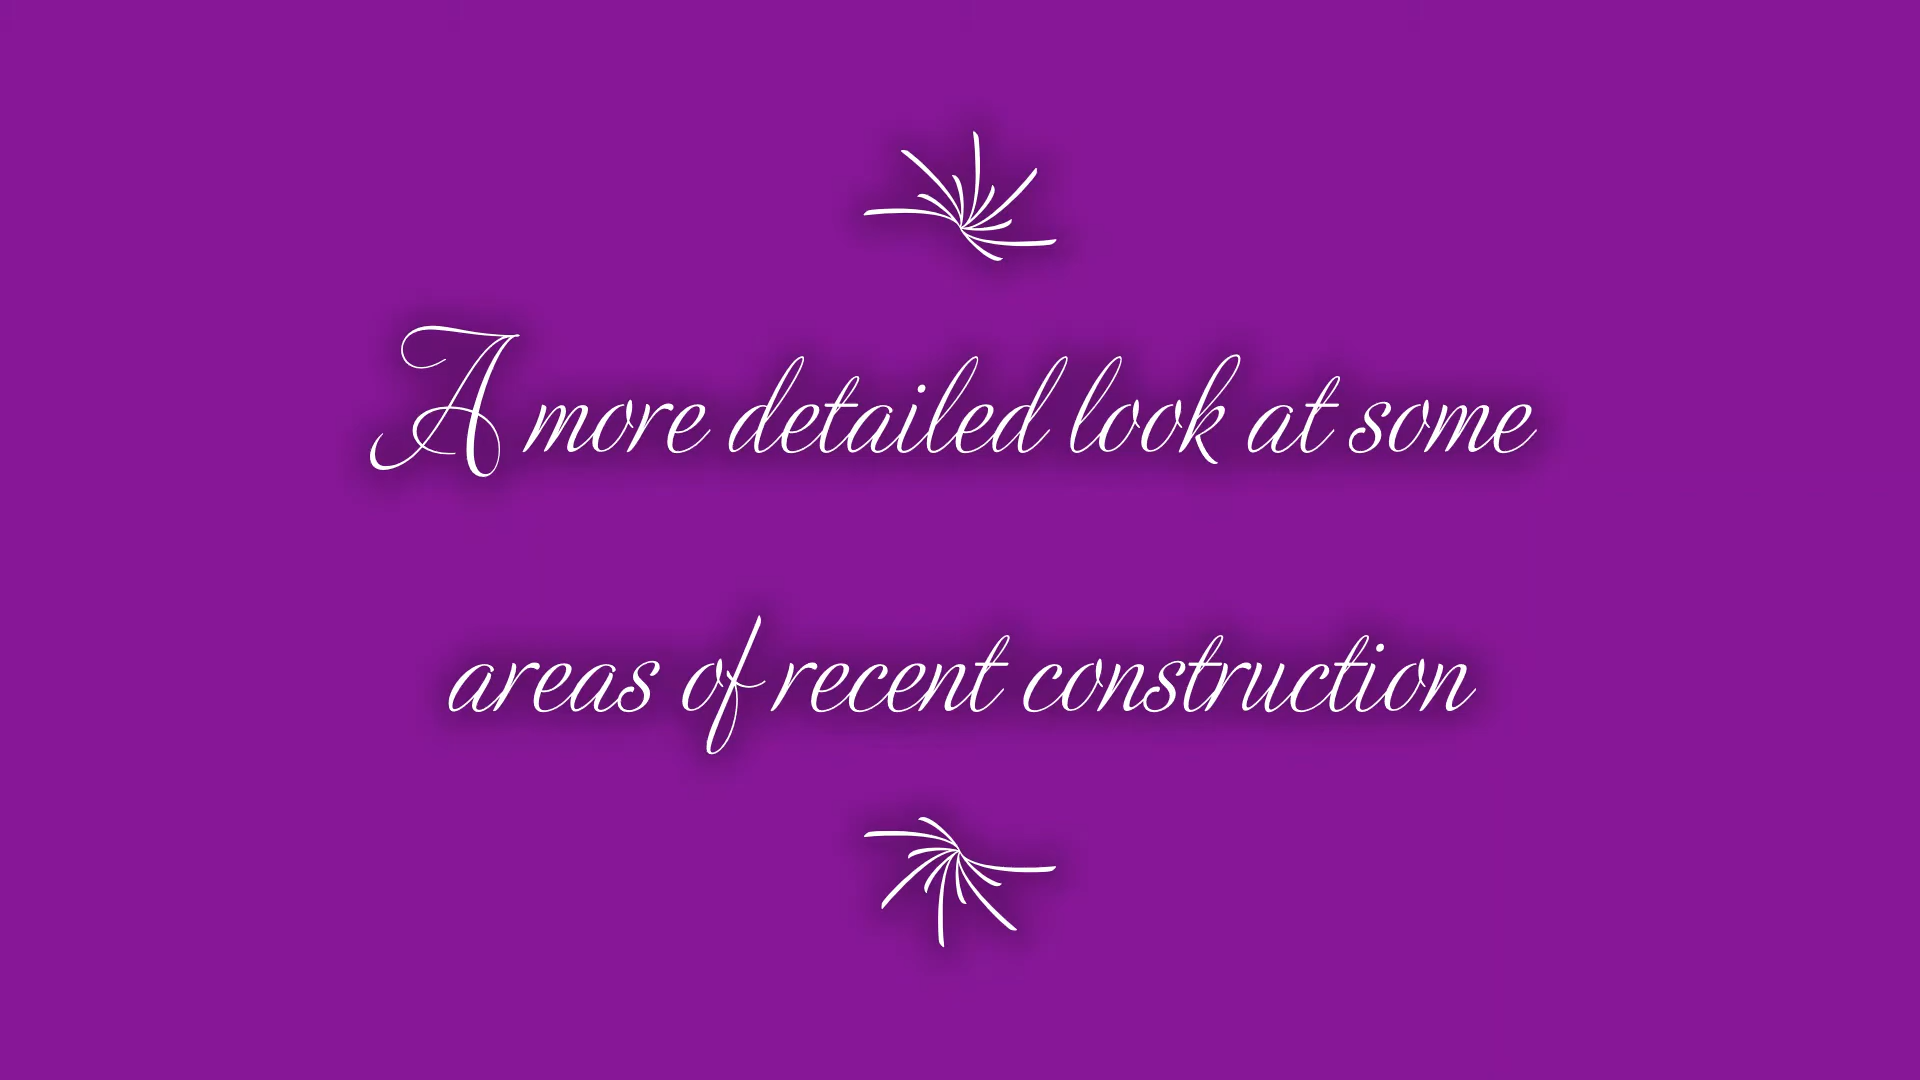 A more detailed look at some
areas of recent construction